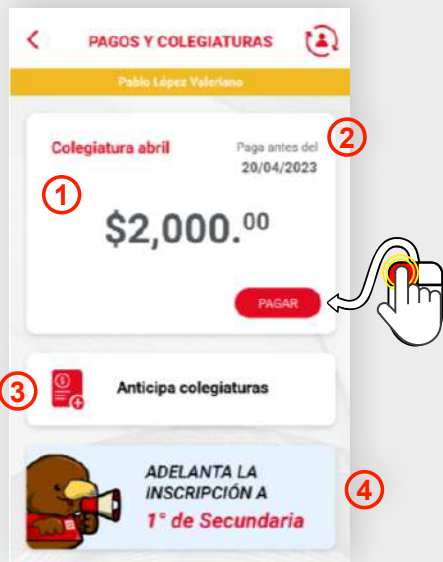 PAGOS Y COLEGIATURAS
Pablo López Valeriano
Colegiatura abril
Paga antes del
20/04/2023
2
1
$2,000.00
PAGAR
3
Anticipa colegiaturas
ADELANTA LA
INSCRIPCIÓN A
1° de Secundaria
4